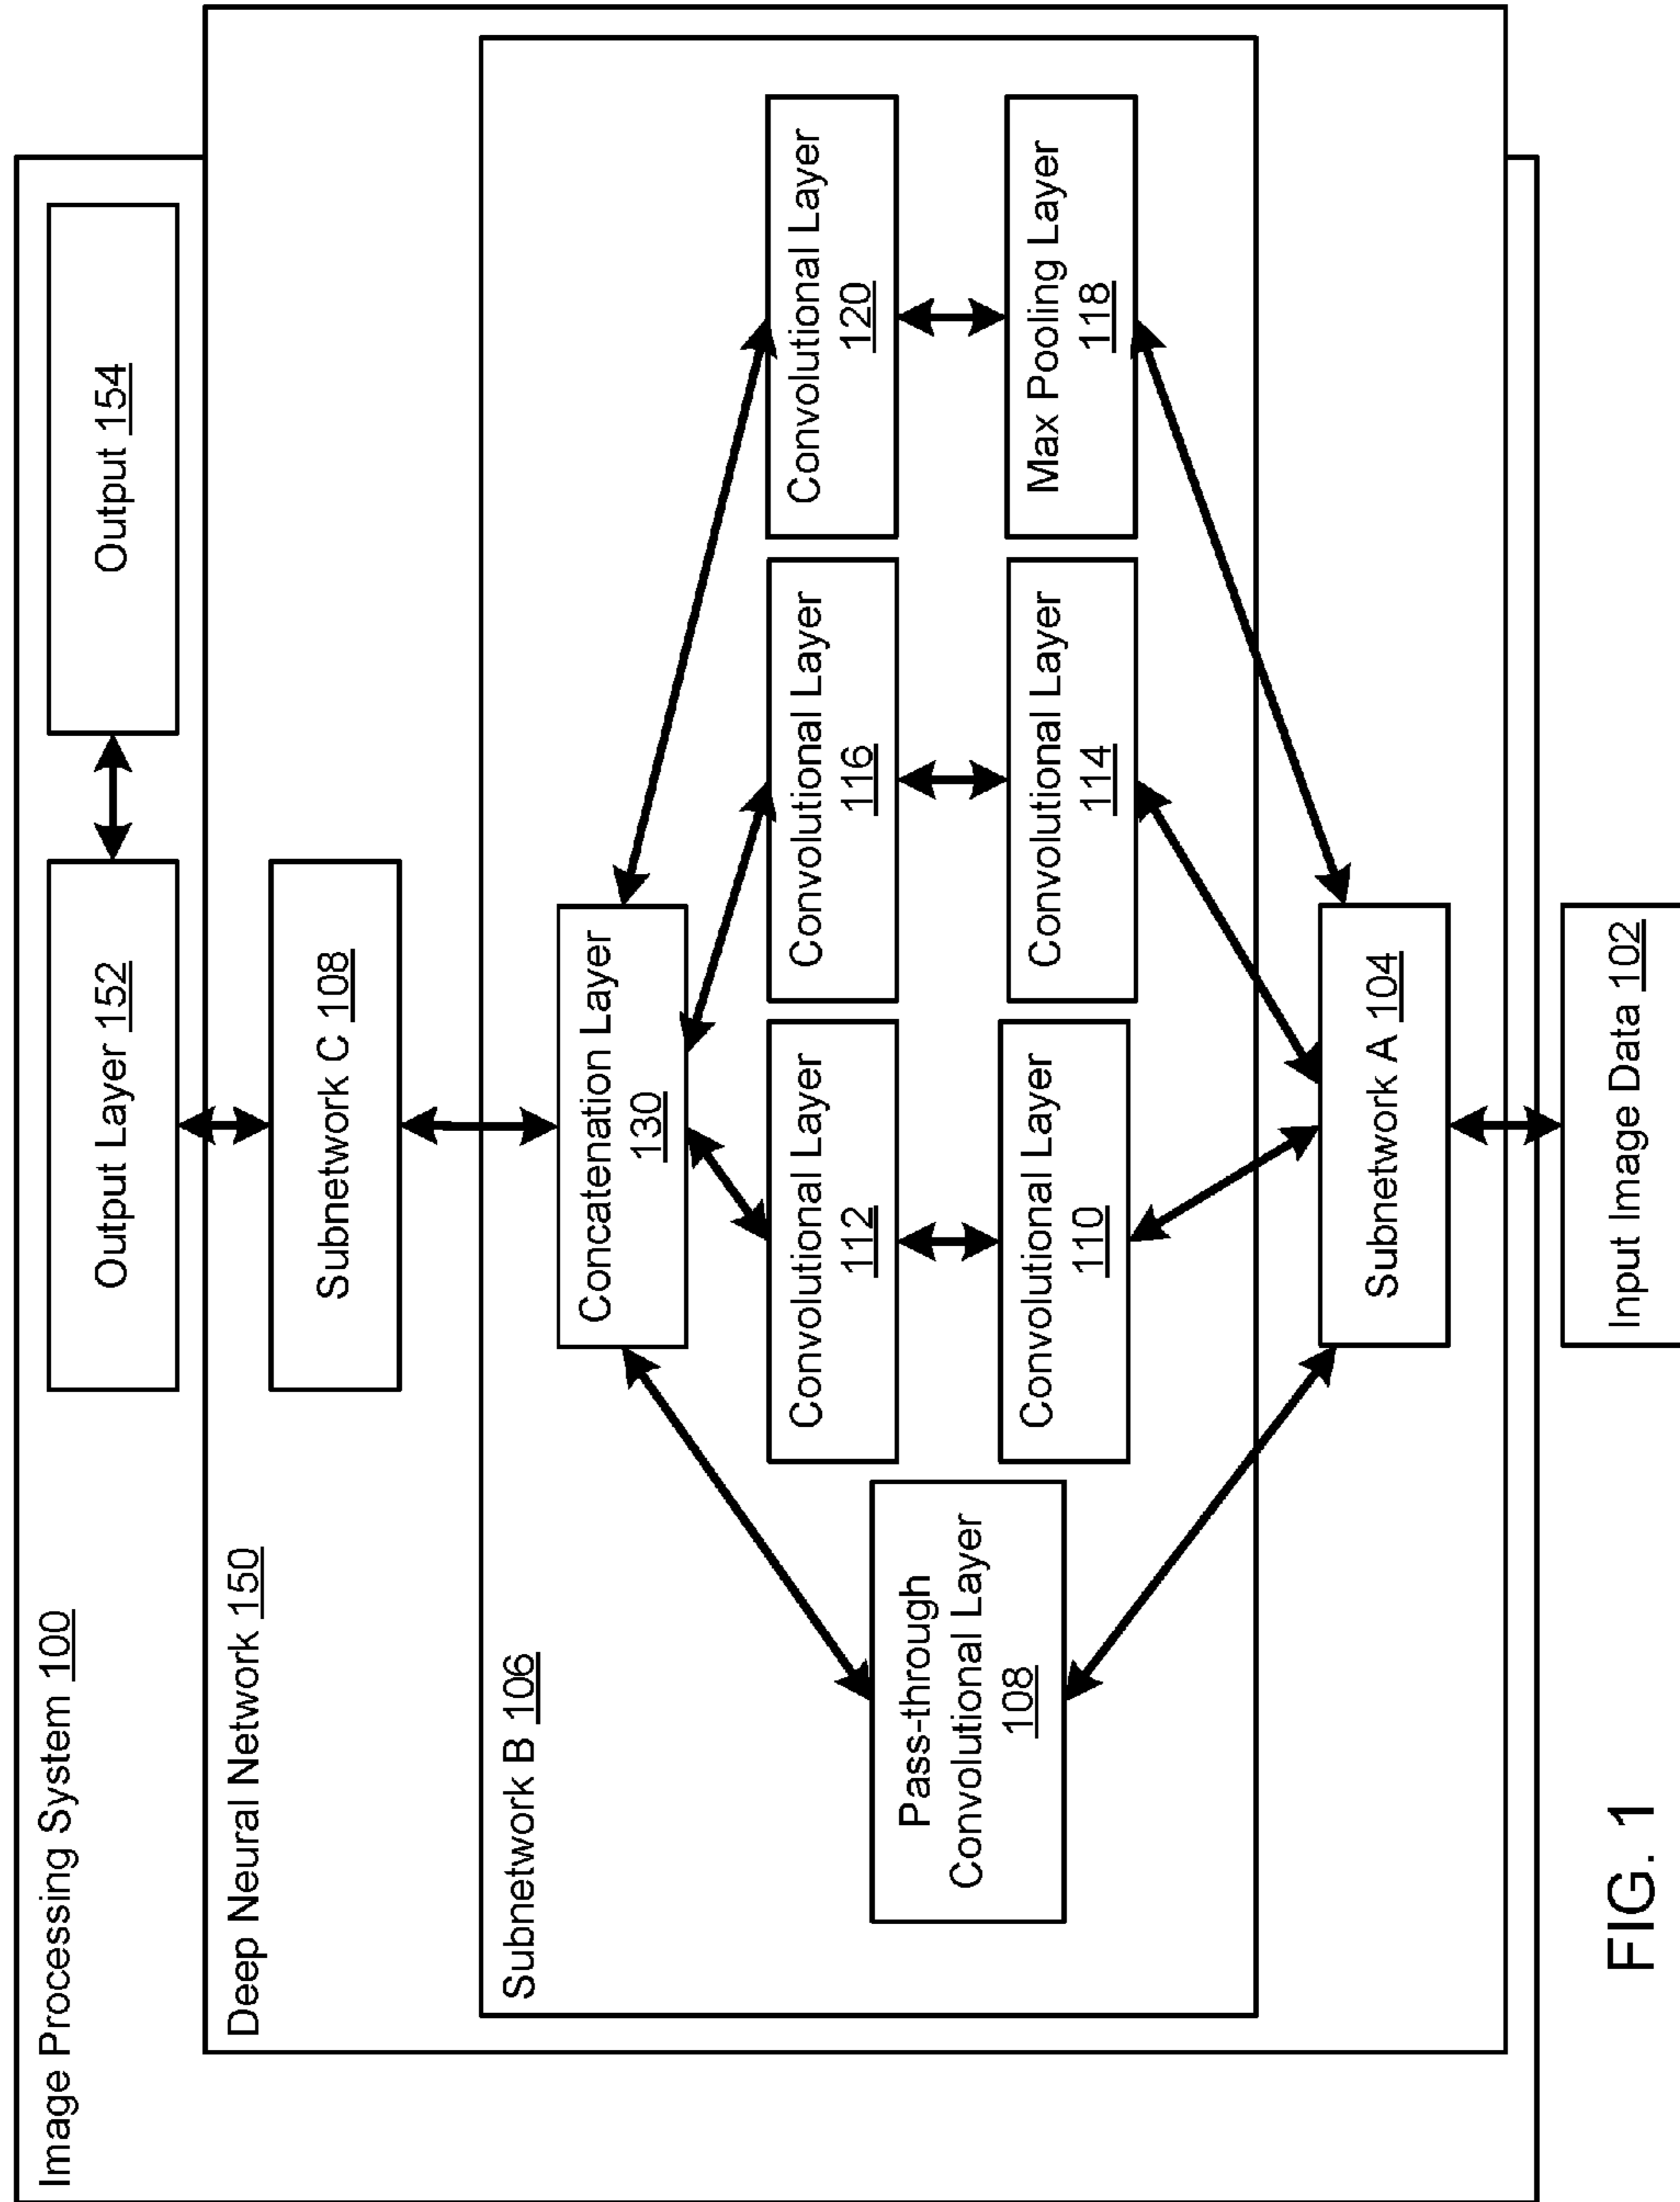 Image Processing System 100
Output Layer 152
Output 154
Deep Neural Network 150
Subnetwork C 108
Subnetwork B 106
Concatenation Layer
130
Pass-through
Convolutional Layer
108
Convolutional Layer
112
Convolutional Layer
116
Convolutional Layer
120
Convolutional Layer
110
Convolutional Layer
114
Max Pooling Layer
118
Subnetwork A 104
Input Image Data 102
FIG. 1